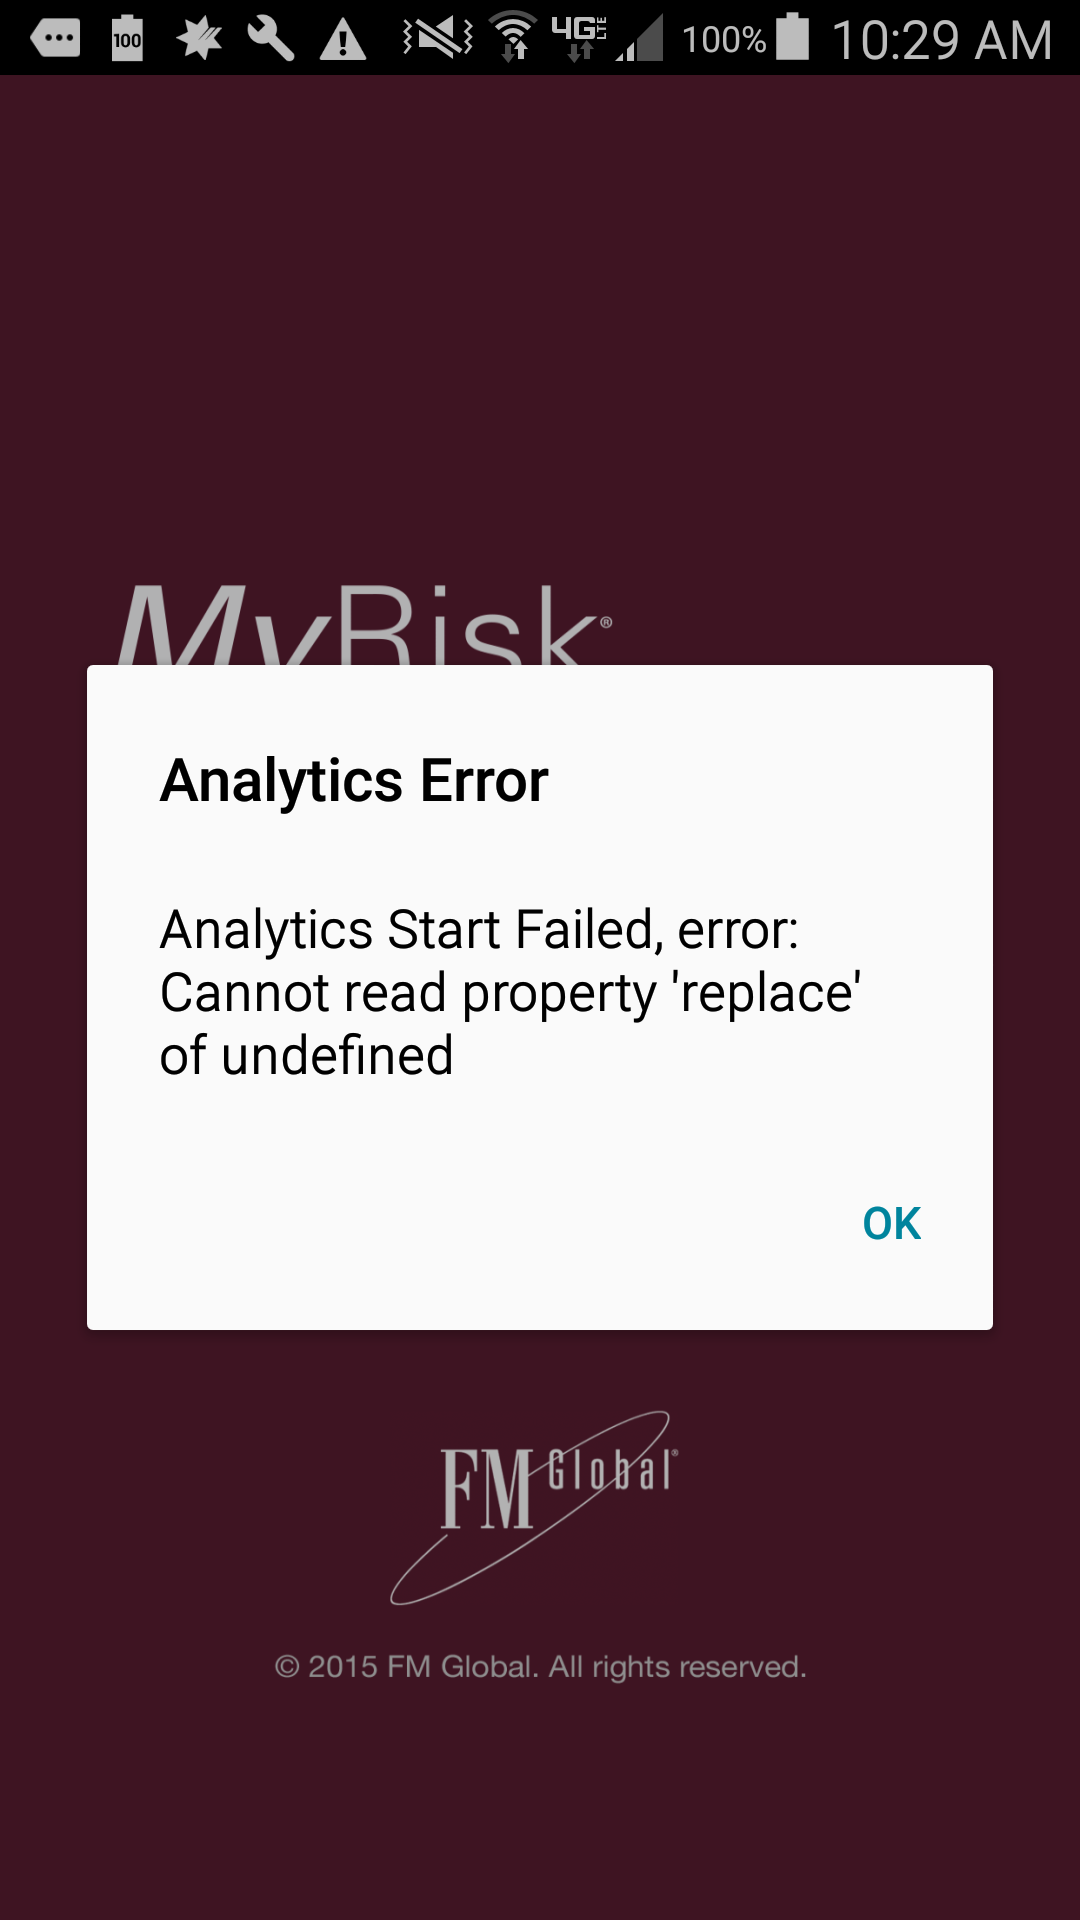 100 4G LTE 100% 10:29 AM
MyRisk®
Analytics Error
Analytics Start Failed, error:
Cannot read property 'replace'
of undefined
OK
FM Global®
© 2015 FM Global. All rights reserved.